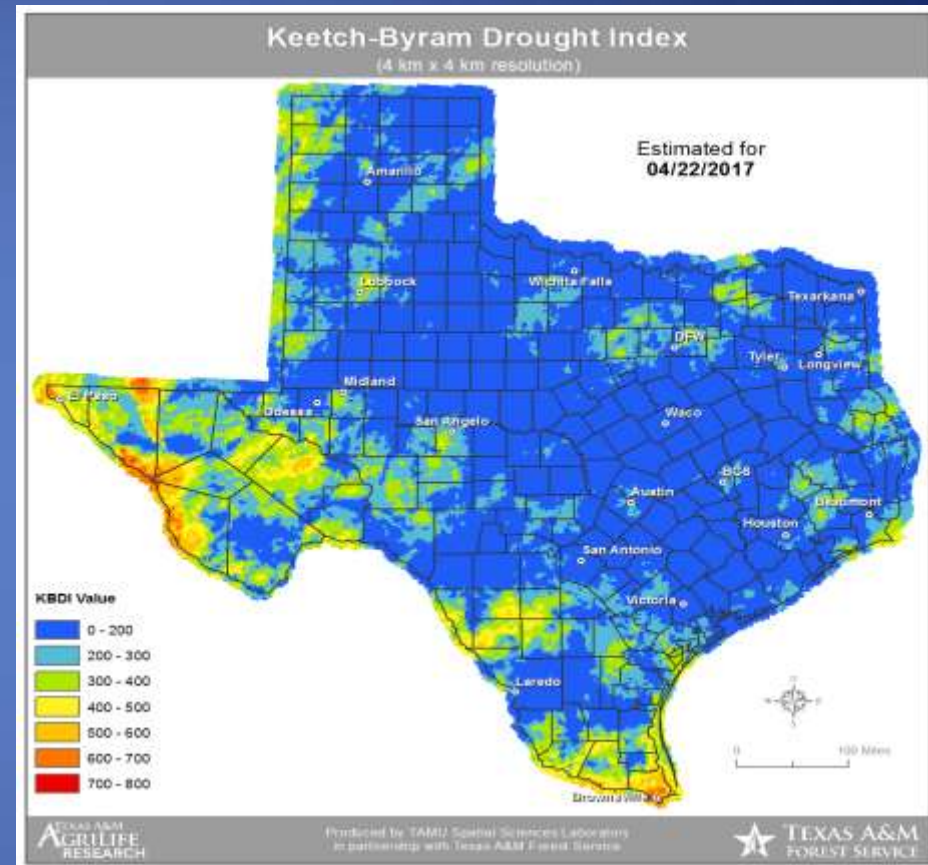 Keetch-Byram Drought Index
(4 km x 4 km resolution)
Estimated for
04/22/2017
Amarillo
Lubbock
Wichita Falls
Texarkana
DFW
Tyler
Longview
El Paso
Midland
Odessa
San Angelo
Waco
BCS
Austin
Beaumont
Houston
San Antonio
Victoria
Laredo
Brownsville
KBDI Value
0 - 200
200 - 300
300 - 400
400 - 500
500 - 600
600 - 700
700 - 800
0 100 Miles
TEXAS A&M
AGRILIFE
RESEARCH
Produced by TAMU Spatial Sciences Laboratory
in partnership with Texas A&M Forest Service
TEXAS A&M
FOREST SERVICE